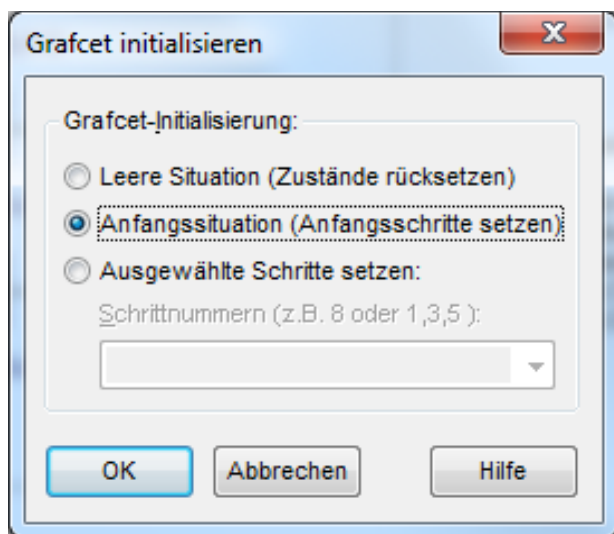 Grafcet initialisieren
Grafcet-Initialisierung:
Leere Situation (Zustände rücksetzen)
Anfangssituation (Anfangsschritte setzen)
Ausgewählte Schritte setzen:
Schrittnummern (z.B. 8 oder 1,3,5 ):
OK Abbrechen Hilfe